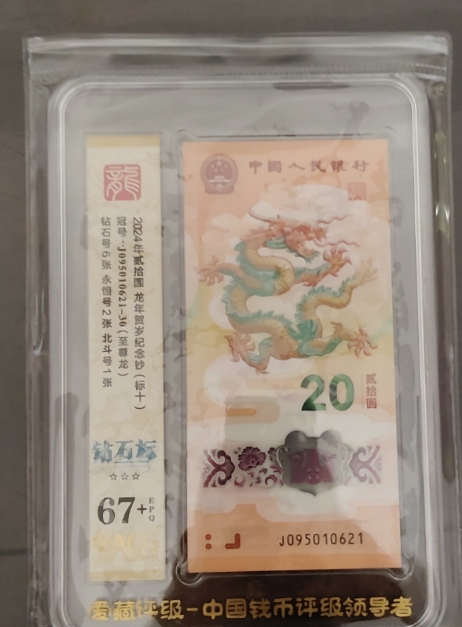 龍
2024年贰拾圆 龙年贺岁纪念钞（标十）
冠号：J095010621-30（至尊龙）
钻石号6张 永恒号2张 北斗号1张
钻石标
67+
EPQ
中国人民银行
20
贰拾圆
J095010621
爱藏评级-中国钱币评级领导者